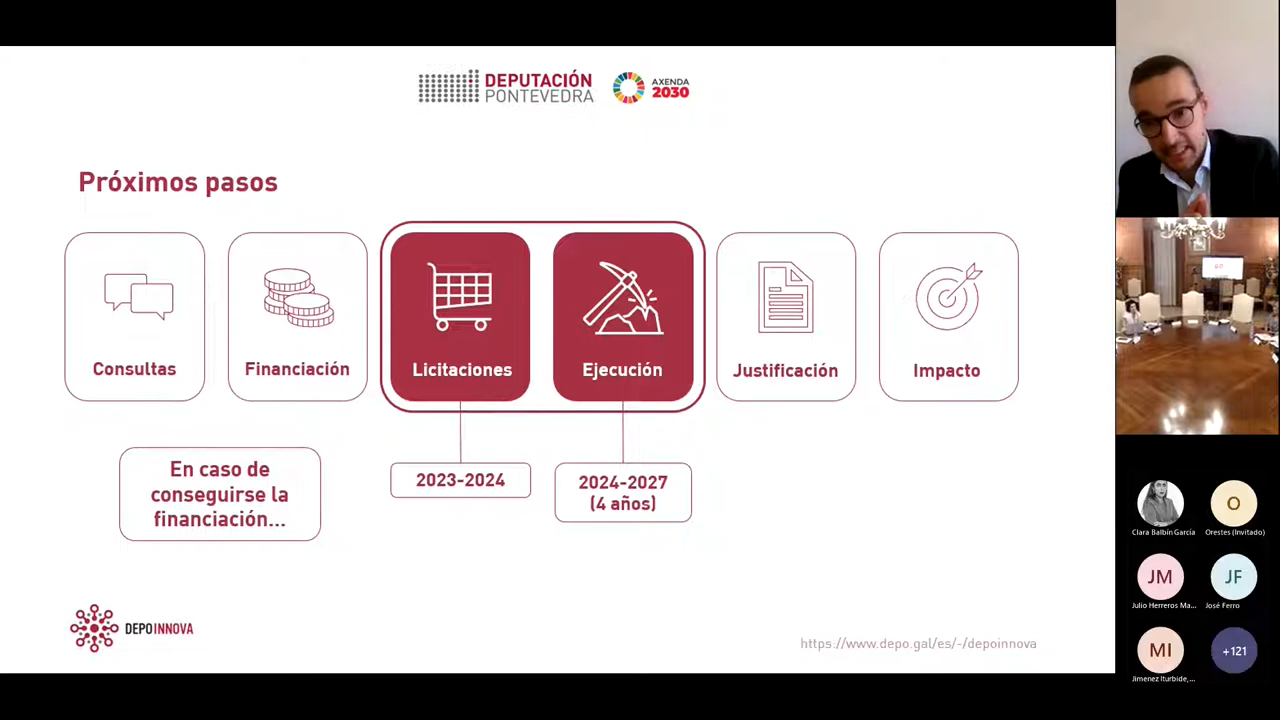 DEPUTACIÓN
PONTEVEDRA
AXENDA
2030
Próximos pasos
Consultas
Financiación
Licitaciones
Ejecución
Justificación
Impacto
En caso de
conseguirse la
financiación...
2023-2024
2024-2027
(4 años)
DEPOINNOVA
https://www.depo.gal/es/-/depoinnova
Clara Balbín García
O
Orestes (Invitado)
JM
Julio Herreros Ma...
JF
José Ferro
MI
Jimenez Iturbide,...
+121